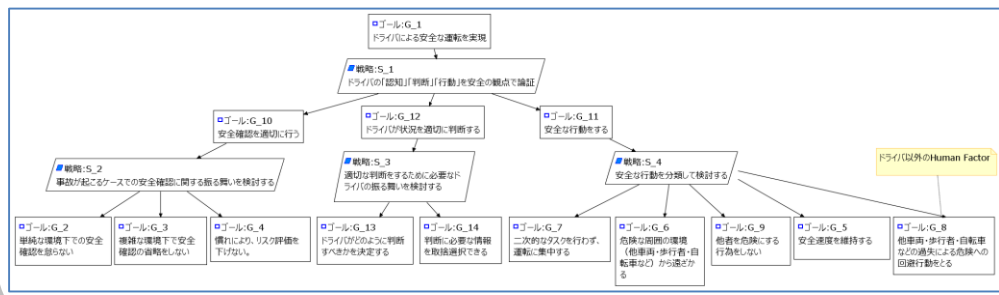 ゴール:G_1
ドライバによる安全な運転を実現
戦略:S_1
ドライバの「認知」「判断」「行動」を安全の観点で論証
ゴール:G_10
安全確認を適切に行う
ゴール:G_12
ドライバが状況を適切に判断する
ゴール:G_11
安全な行動をする
戦略:S_2
事故が起こるケースでの安全確認に関する振る舞いを検討する
戦略:S_3
適切な判断をするために必要なド
ライバの振る舞いを検討する
戦略:S_4
安全な行動を分類して検討する
ドライバ以外のHuman Factor
ゴール:G_2
単純な環境下での安全
確認を怠らない
ゴール:G_3
複雑な環境下で安全
確認の省略をしない
ゴール:G_4
慣れにより、リスク評価を
下げない。
ゴール:G_13
ドライバがどのように判断
すべきかを決定する
ゴール:G_14
判断に必要な情報
を取捨選択できる
ゴール:G_7
二次的なタスクを行わず、
運転に集中する
ゴール:G_6
危険な周囲の環境
（他車両・歩行者・自
転車など）から遠ざか
る
ゴール:G_9
他者を危険にする
行為をしない
ゴール:G_5
安全速度を維持する
ゴール:G_8
他車両・歩行者・自転車
などの過失による危険への
回避行動をとる